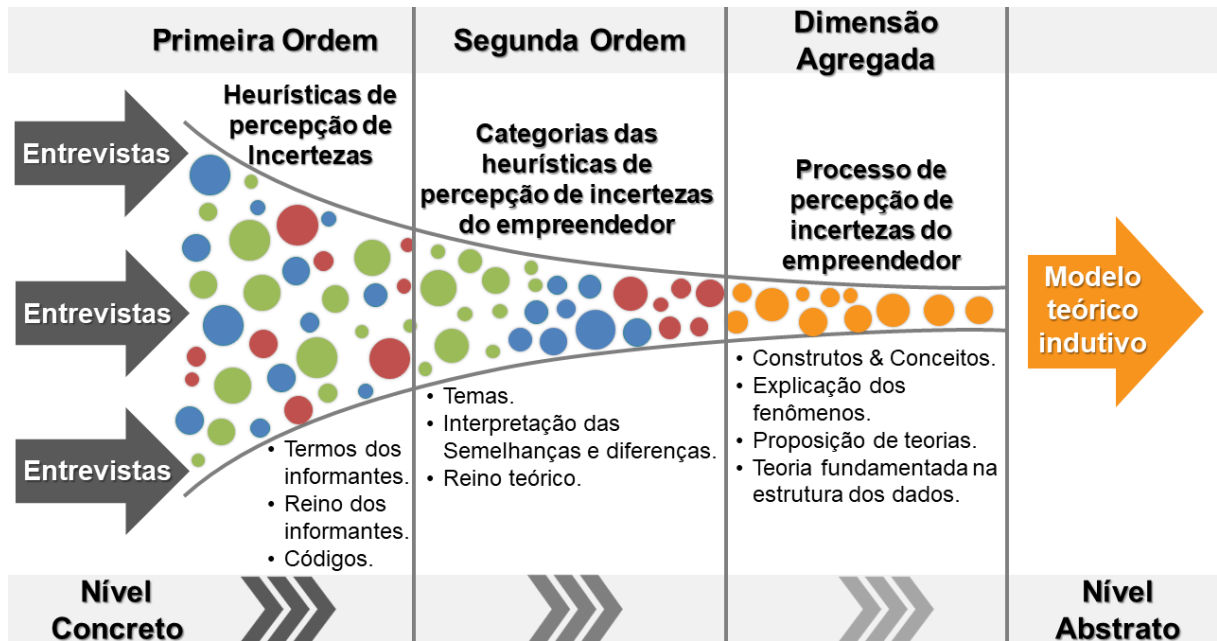 Primeira Ordem
Segunda Ordem
Dimensão
Agregada
Heurísticas de
percepção de
Incertezas
Categorias das
heurísticas de
percepção de incertezas
do empreendedor
Processo de
percepção de
incertezas do
empreendedor
Entrevistas
Entrevistas
Entrevistas
Modelo
teórico
indutivo
• Termos dos
informantes.
• Reino dos
informantes.
• Códigos.
• Temas.
• Interpretação das
Semelhanças e diferenças.
• Reino teórico.
• Construtos & Conceitos.
• Explicação dos
fenômenos.
• Proposição de teorias.
• Teoria fundamentada na
estrutura dos dados.
Nível
Concreto
Nível
Abstrato